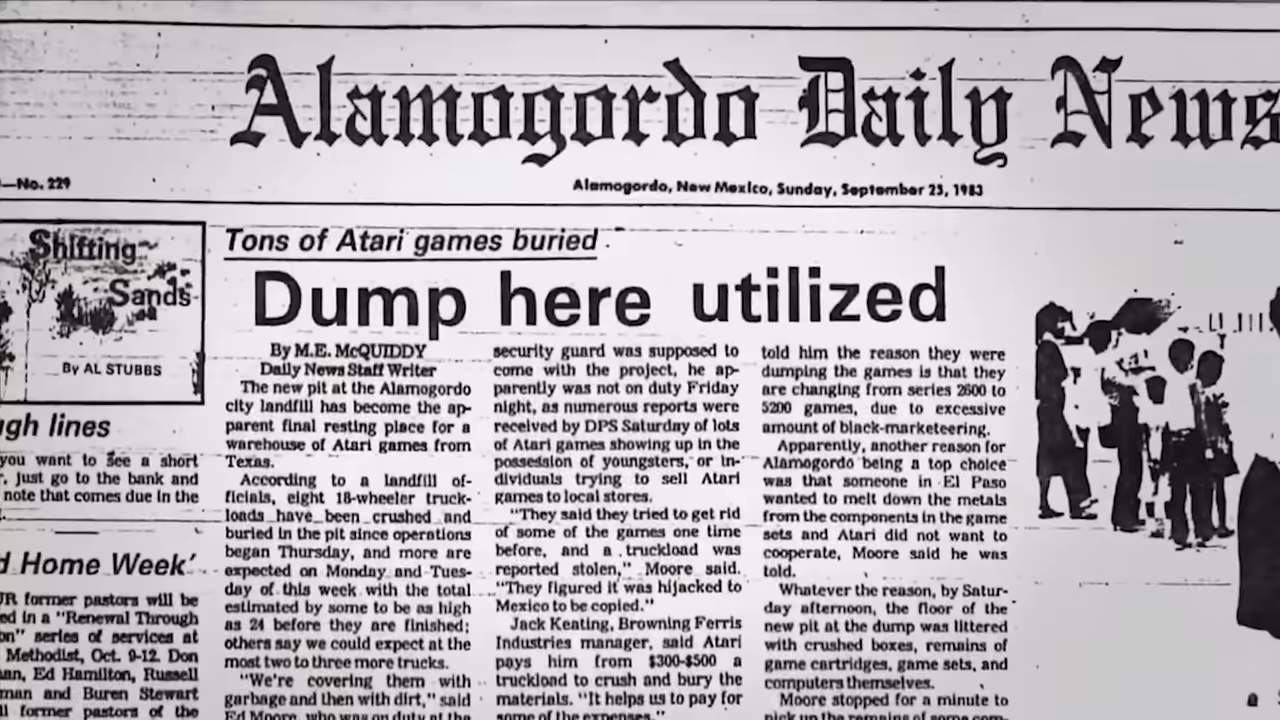 Alamogordo Daily News
—No. 229
Alamogordo, New Mexico, Sunday, September 25, 1983
Shifting
Sands
By AL STUBBS
gh lines
you want to see a short
just go to the bank and
note that comes due in the
Home Week'
former pastors will be
ed in a "Renewal Through
on" series of services at
Methodist, Oct. 9-12. Don
an, Ed Hamilton, Russell
man and Buren Stewart
former pastors of the
Tons of Atari games buried
Dump here utilized
By M.E. McQUIDDY
Daily News Staff Writer
The new pit at the Alamogordo
city landfill has become the ap-
parent final resting place for a
warehouse of Atari games from
Texas.
According to a landfill of-
ficials, eight 18-wheeler truck-
loads have been crushed and
buried in the pit since operations
began Thursday, and more are
expected on Monday and Tues-
day of this week with the total
estimated by some to be as high
as 24 before they are finished;
others say we could expect at the
most two to three more trucks.
"We're covering them with
garbage and then with dirt," said
Ed Moore, who was on duty at the
security guard was supposed to
come with the project, he ap-
parently was not on duty Friday
night, as numerous reports were
received by DPS Saturday of lots
of Atari games showing up in the
possession of youngsters, or in-
dividuals trying to sell Atari
games to local stores.
"They said they tried to get rid
of some of the games one time
before, and a truckload was
reported stolen," Moore said.
"They figured it was hijacked to
Mexico to be copied."
Jack Keating, Browning Ferris
Industries manager, said Atari
pays him from $300-$500 a
truckload to crush and bury the
materials. "It helps us to pay for
some of the expenses."
told him the reason they were
dumping the games is that they
are changing from series 2600 to
5200 games, due to excessive
amount of black-marketeering.
Apparently, another reason for
Alamogordo being a top choice
was that someone in El Paso
wanted to melt down the metals
from the components in the game
sets and Atari did not want to
cooperate, Moore said he was
told.
Whatever the reason, by Satur-
day afternoon, the floor of the
new pit at the dump was littered
with crushed boxes, remains of
game cartridges, game sets, and
computers themselves.
Moore stopped for a minute to
pick up the remains of some com-